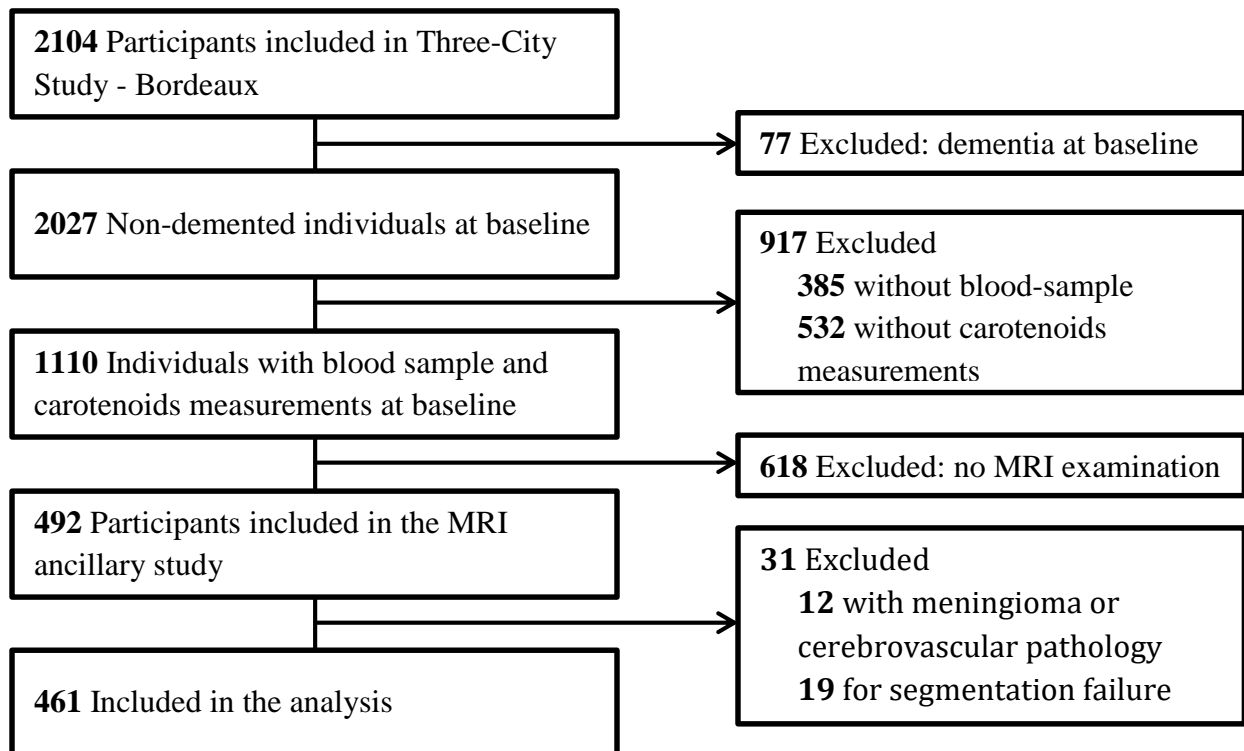 2104 Participants included in Three-City
Study - Bordeaux
77 Excluded: dementia at baseline
2027 Non-demented individuals at baseline
917 Excluded
385 without blood-sample
532 without carotenoids
measurements
1110 Individuals with blood sample and
carotenoids measurements at baseline
618 Excluded: no MRI examination
492 Participants included in the MRI
ancillary study
31 Excluded
12 with meningioma or
cerebrovascular pathology
19 for segmentation failure
461 Included in the analysis